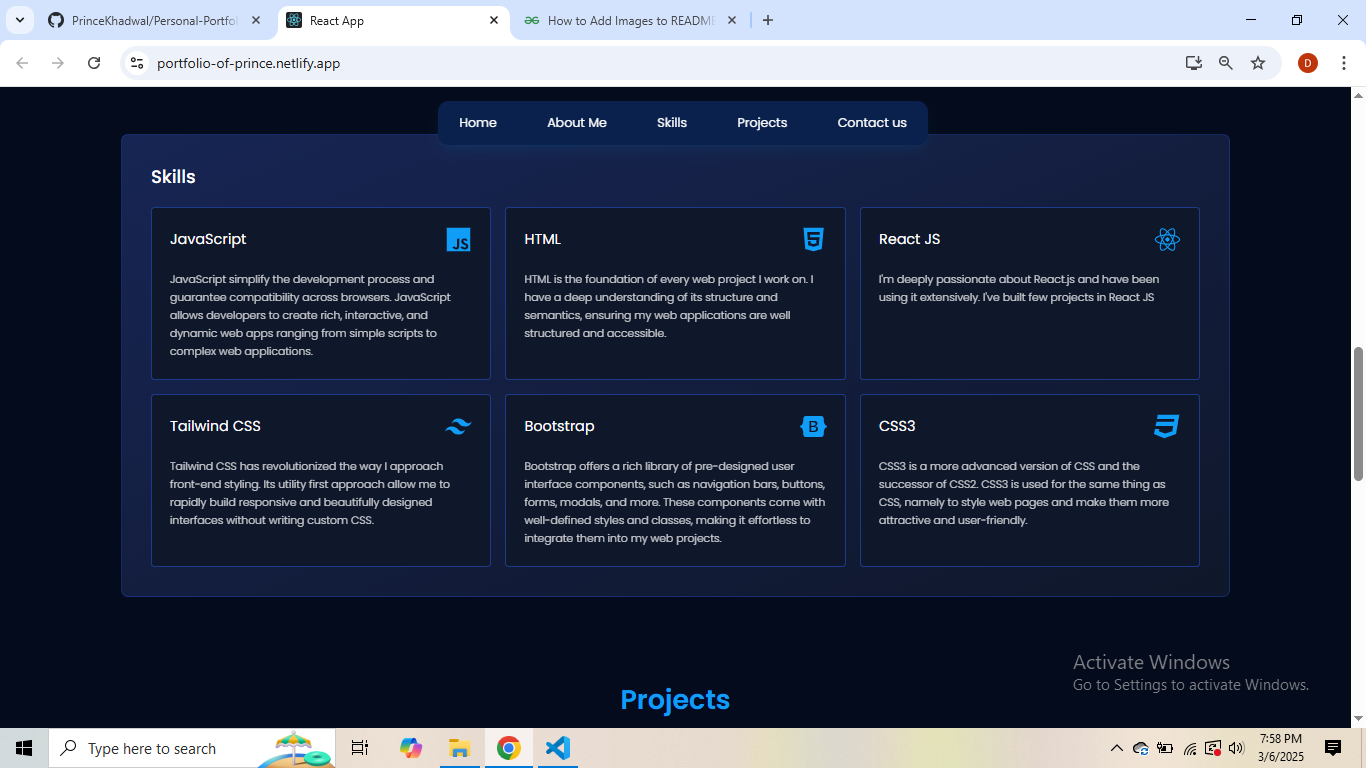 PrinceKhadwal/Personal-Portfol
React App
How to Add Images to README
portfolio-of-prince.netlify.app
D
Home
About Me
Skills
Projects
Contact us
Skills
JavaScript
JS
JavaScript simplify the development process and
guarantee compatibility across browsers. JavaScript
allows developers to create rich, interactive, and
dynamic web apps ranging from simple scripts to
complex web applications.
HTML
HTML is the foundation of every web project I work on. I
have a deep understanding of its structure and
semantics, ensuring my web applications are well
structured and accessible.
React JS
I'm deeply passionate about React.js and have been
using it extensively. I've built few projects in React JS
Tailwind CSS
Tailwind CSS has revolutionized the way I approach
front-end styling. Its utility first approach allow me to
rapidly build responsive and beautifully designed
interfaces without writing custom CSS.
Bootstrap
B
Bootstrap offers a rich library of pre-designed user
interface components, such as navigation bars, buttons,
forms, modals, and more. These components come with
well-defined styles and classes, making it effortless to
integrate them into my web projects.
CSS3
CSS3 is a more advanced version of CSS and the
successor of CSS2. CSS3 is used for the same thing as
CSS, namely to style web pages and make them more
attractive and user-friendly.
Projects
Activate Windows
Go to Settings to activate Windows.
Type here to search
7:58 PM
3/6/2025